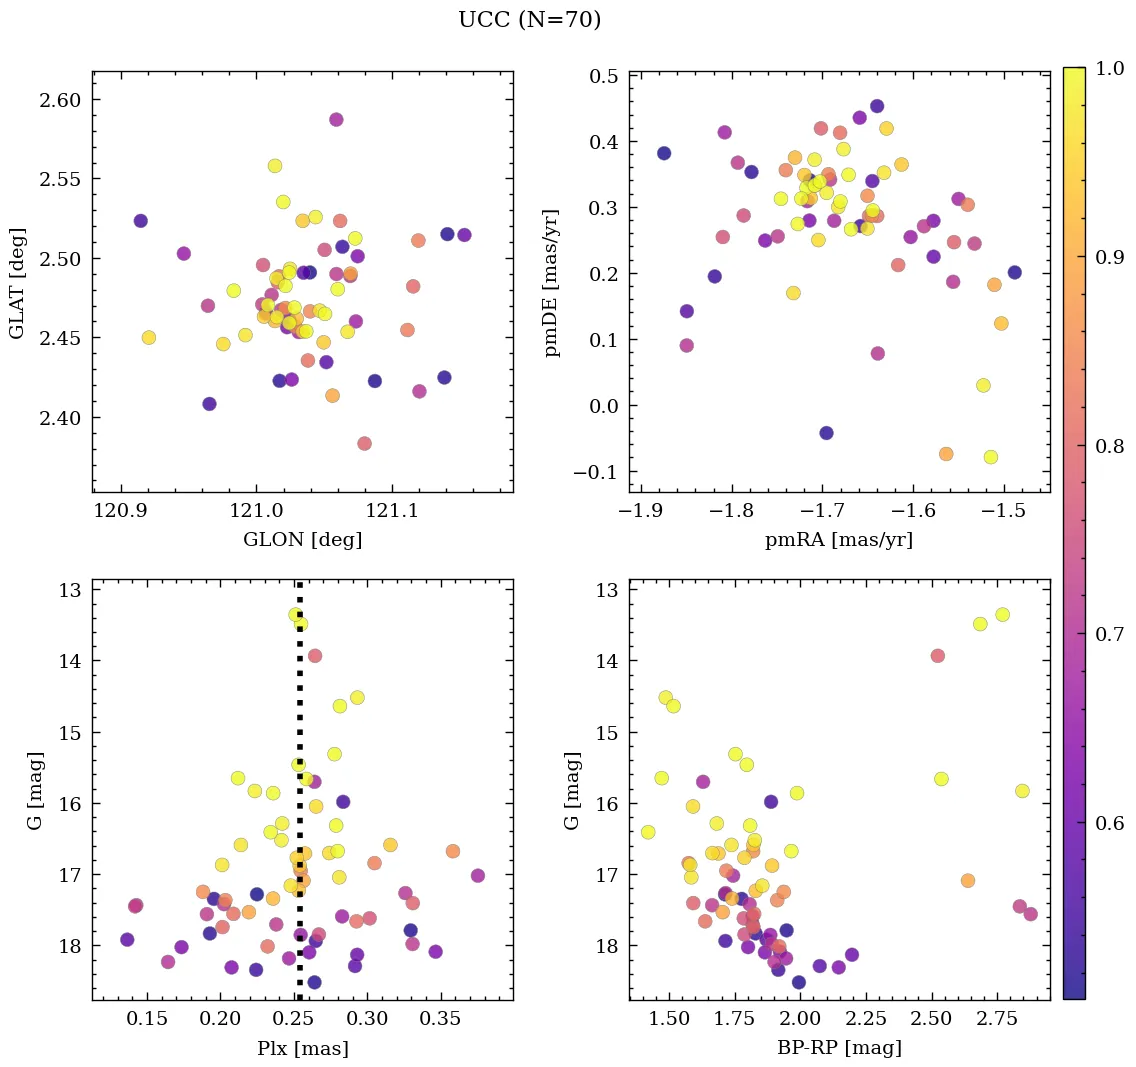 UCC (N=70)
2.60
2.55
2.50
2.45
2.40
GLAT [deg]
120.9 121.0 121.1
GLON [deg]
0.5
0.4
0.3
0.2
0.1
0.0
−0.1
pmDE [mas/yr]
−1.9 −1.8 −1.7 −1.6 −1.5
pmRA [mas/yr]
13
14
15
16
17
18
G [mag]
0.15 0.20 0.25 0.30 0.35
Plx [mas]
13
14
15
16
17
18
G [mag]
1.50 1.75 2.00 2.25 2.50 2.75
BP-RP [mag]
1.0
0.9
0.8
0.7
0.6